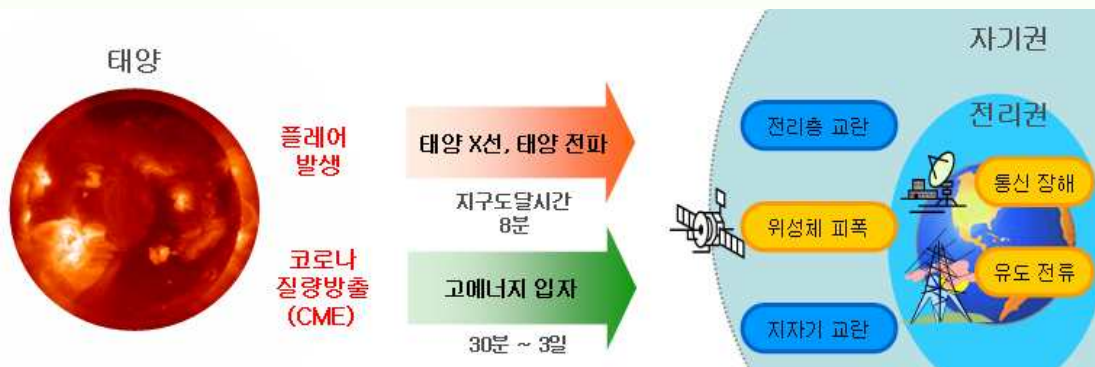 태양
플레어
발생
코로나
질량방출
(CME)
태양 X선, 태양 전파
지구도달시간
8분
고에너지 입자
30분 ~ 3일
자기권
전리권
전리층 교란
위성체 피폭
지자기 교란
통신 장해
유도 전류